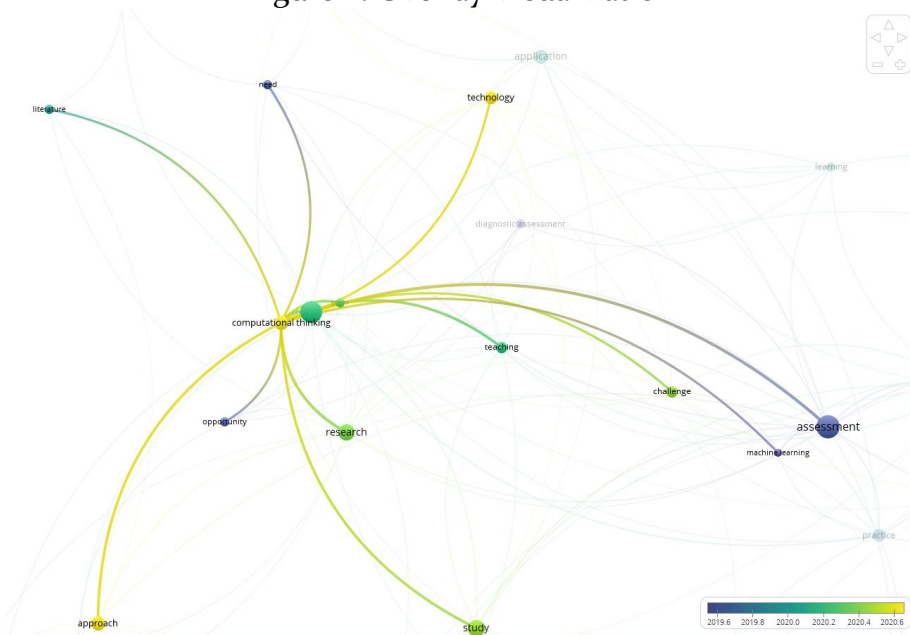 application
need
technology
literature
learning
diagnostic assessment
computational thinking
teaching
challenge
opportunity
assessment
research
machine learning
practice
approach
study
2019.6 2019.8 2020.0 2020.2 2020.4 2020.6